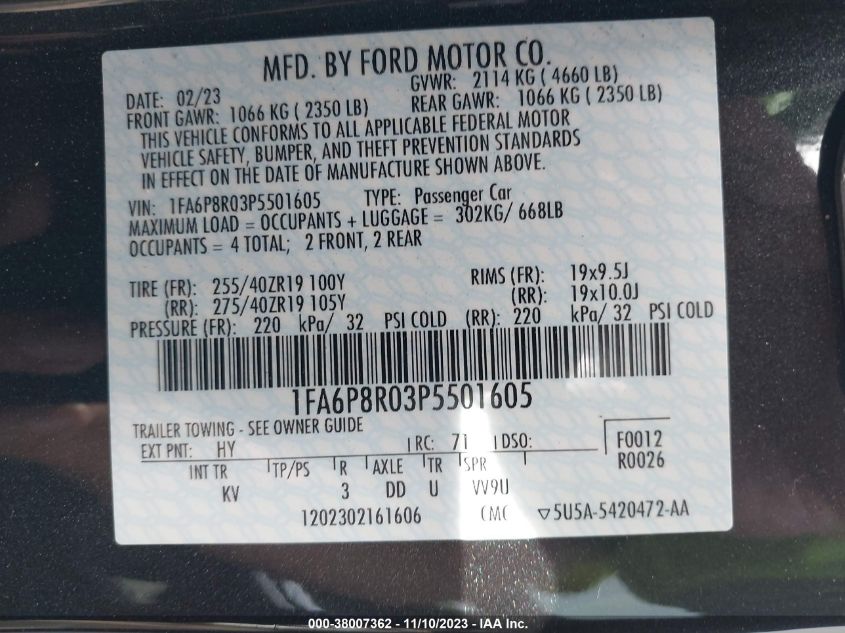 MFD. BY FORD MOTOR CO.
DATE: 02/23 GVWR: 2114 KG ( 4660 LB)
FRONT GAWR: 1066 KG ( 2350 LB) REAR GAWR: 1066 KG ( 2350 LB)
THIS VEHICLE CONFORMS TO ALL APPLICABLE FEDERAL MOTOR
VEHICLE SAFETY, BUMPER, AND THEFT PREVENTION STANDARDS
IN EFFECT ON THE DATE OF MANUFACTURE SHOWN ABOVE.
VIN: 1FA6P8R03P5501605 TYPE: Passenger Car
MAXIMUM LOAD = OCCUPANTS + LUGGAGE = 302KG/ 668LB
OCCUPANTS = 4 TOTAL; 2 FRONT, 2 REAR
TIRE (FR): 255/40ZR19 100Y RIMS (FR): 19x9.5J
(RR): 275/40ZR19 105Y (RR): 19x10.0J
PRESSURE (FR): 220 kPa/ 32 PSI COLD (RR): 220 kPa/ 32 PSI COLD
1FA6P8R03P5501605
TRAILER TOWING - SEE OWNER GUIDE
EXT PNT: HY RC: 71 DSO: F0012
R0026
INT TR TP/PS R AXLE TR SPR
KV 3 DD U VV9U
1202302161606 CMC ▽5U5A-5420472-AA
000-38007362 - 11/10/2023 - IAA Inc.